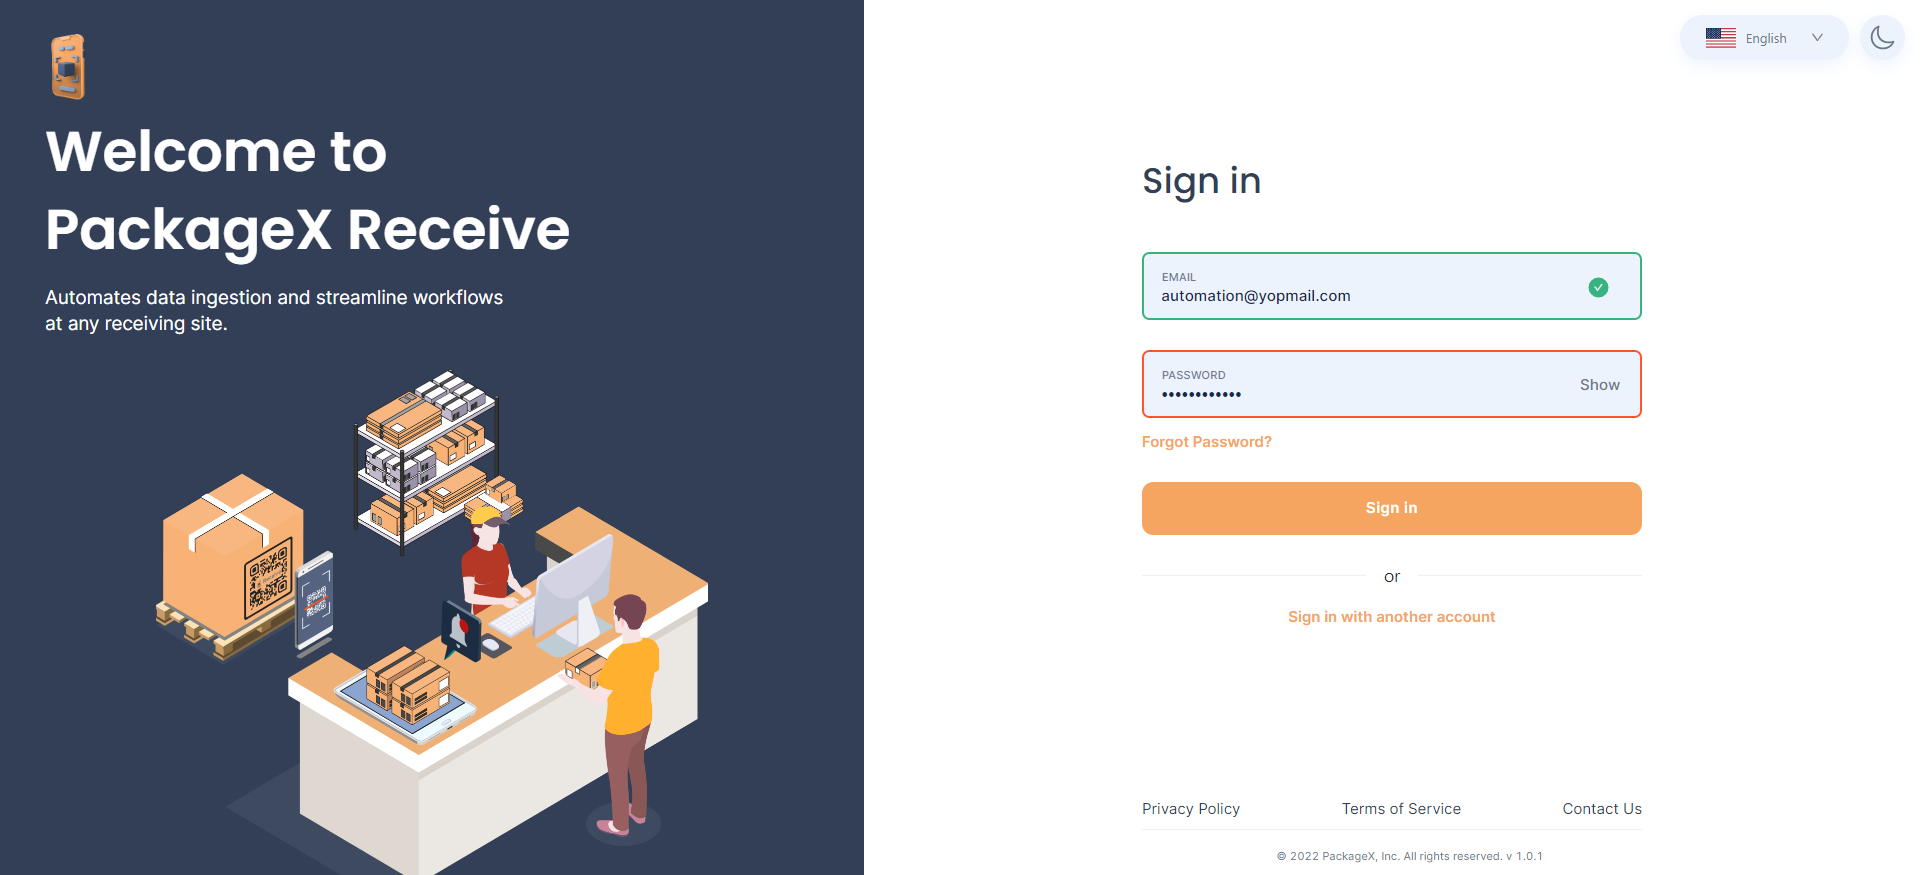 Welcome to
PackageX Receive
Automates data ingestion and streamline workflows
at any receiving site.
English
Sign in
EMAIL
automation@yopmail.com
PASSWORD
••••••••••••
Show
Forgot Password?
Sign in
or
Sign in with another account
Privacy Policy
Terms of Service
Contact Us
© 2022 PackageX, Inc. All rights reserved. v 1.0.1